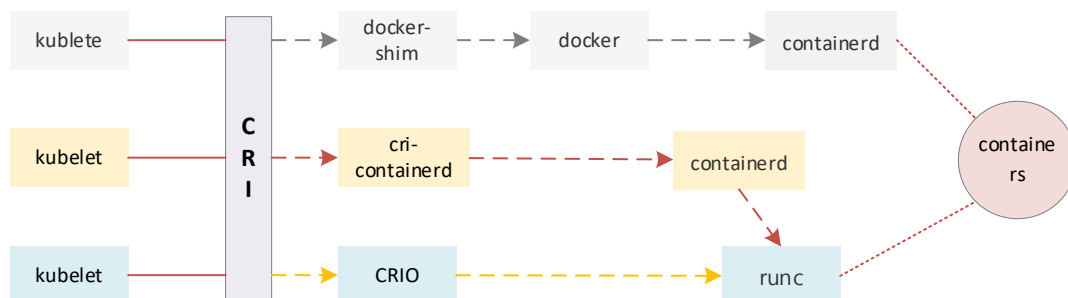 kublete
docker-
shim
docker
containerd
C
R
I
kubelet
cri-
containerd
containerd
containe
rs
kubelet
CRIO
runc